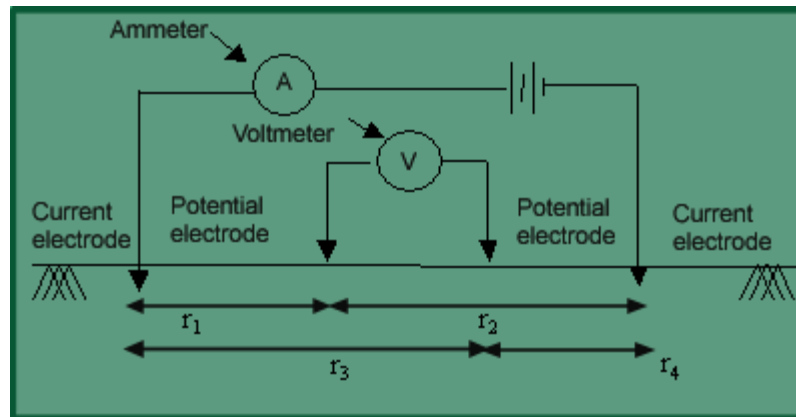 Ammeter
A
Voltmeter
V
Current
electrode
Potential
electrode
Potential
electrode
Current
electrode
r1
r2
r3
r4